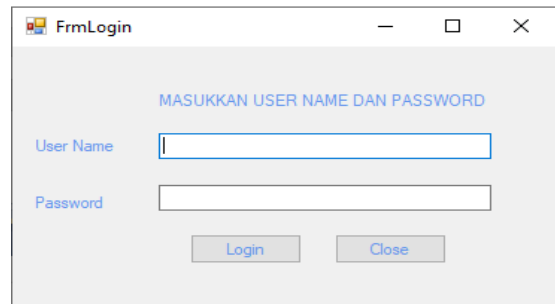 FrmLogin
MASUKKAN USER NAME DAN PASSWORD
User Name
Password
Login Close